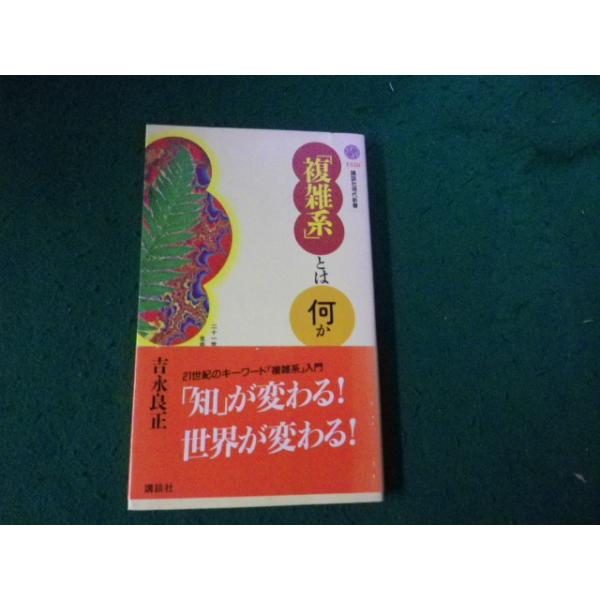 「複雑系」
とは
何か
講談社現代新書
吉永良正
21世紀のキーワード「複雑系」入門
「知」が変わる!
世界が変わる!
講談社